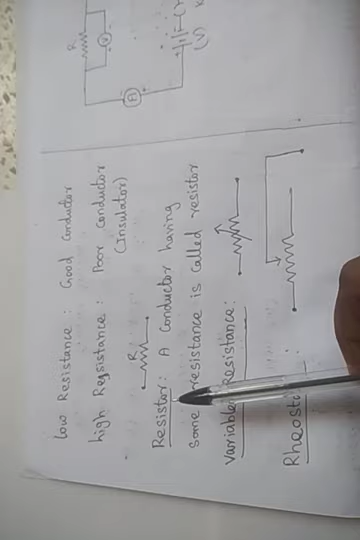 R
V
A
(V)
low Resistance : Good conductor
high Resistance : Poor conductor
(Insulator)
R
Resistor : A conductor having
some resistance is called resistor
Variable Resistance :